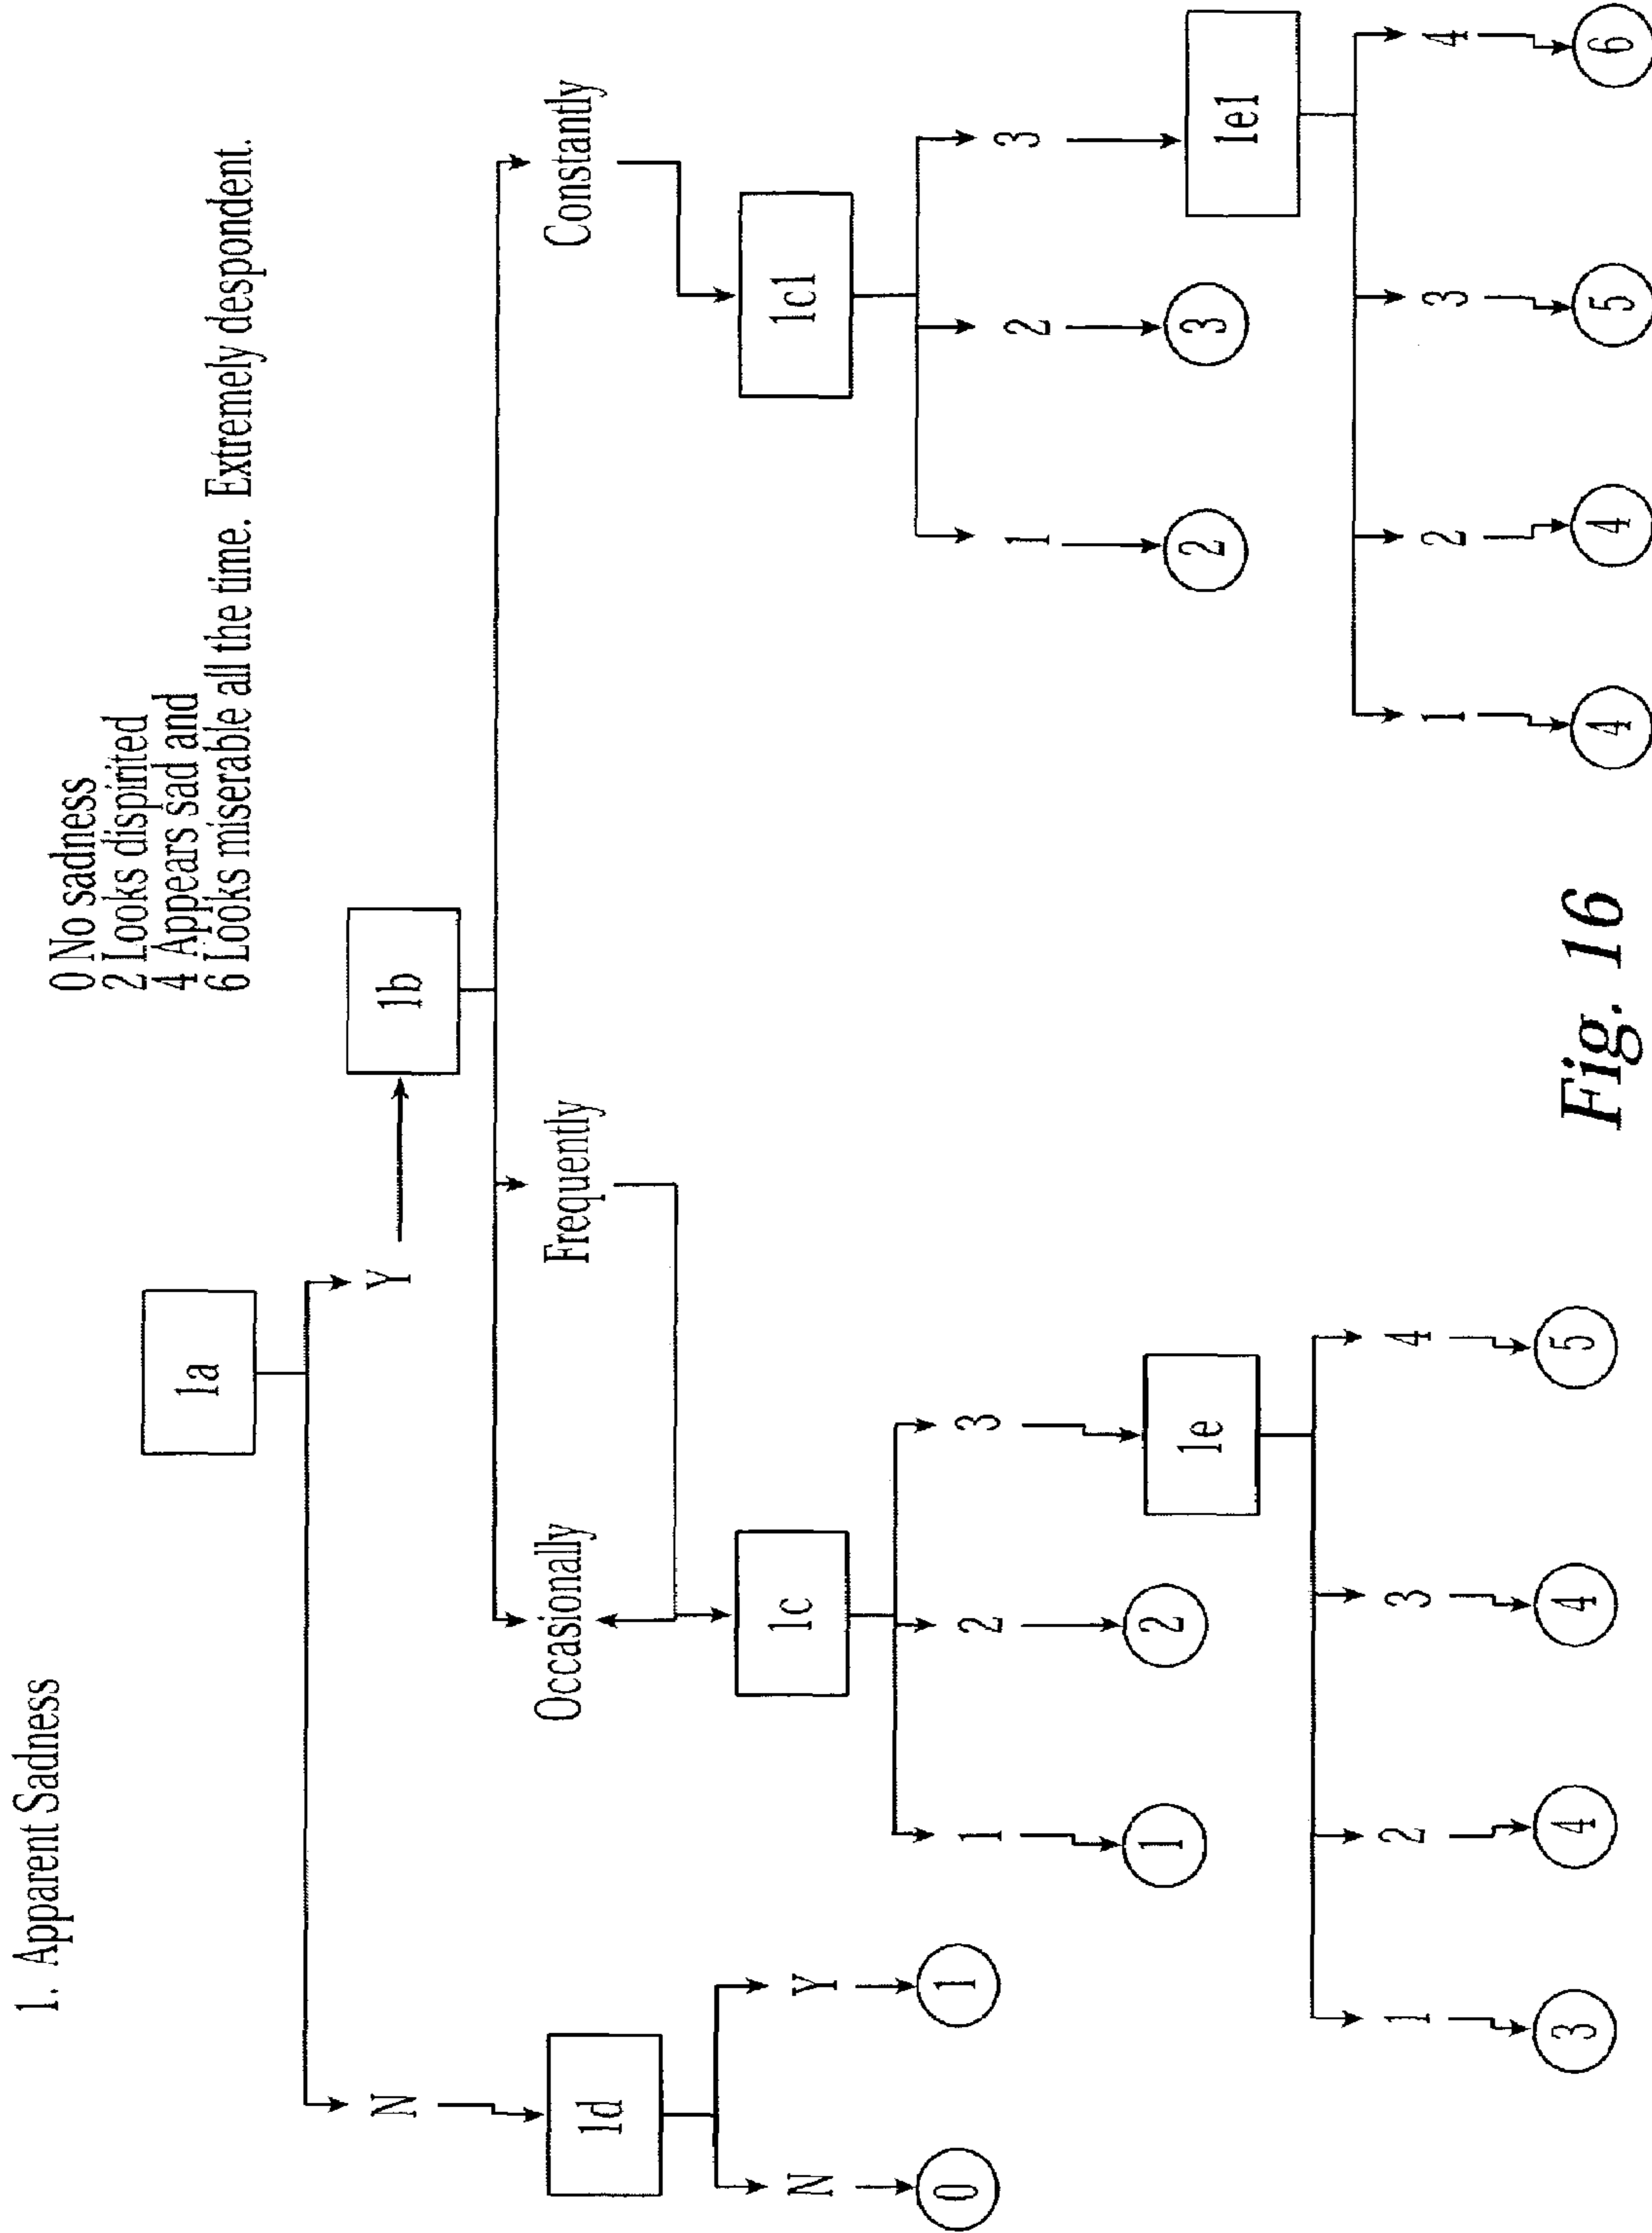 1. Apparent Sadness
0 No sadness
2 Looks dispirited
4 Appears sad and
6 Looks miserable all the time. Extremely despondent.
1a
N
Y
1b
1d
Occasionally
Frequently
Constantly
N
Y
1c
1c1
0
1
1
2
3
1
2
3
1
2
1e
2
3
1e1
1
2
3
4
1
2
3
4
3
4
4
5
4
4
5
6
Fig. 16